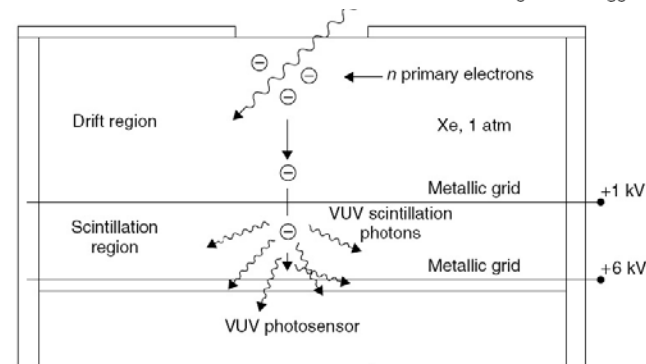 n primary electrons
Drift region
Xe, 1 atm
Metallic grid
+1 kV
Scintillation
region
VUV scintillation
photons
Metallic grid
+6 kV
VUV photosensor